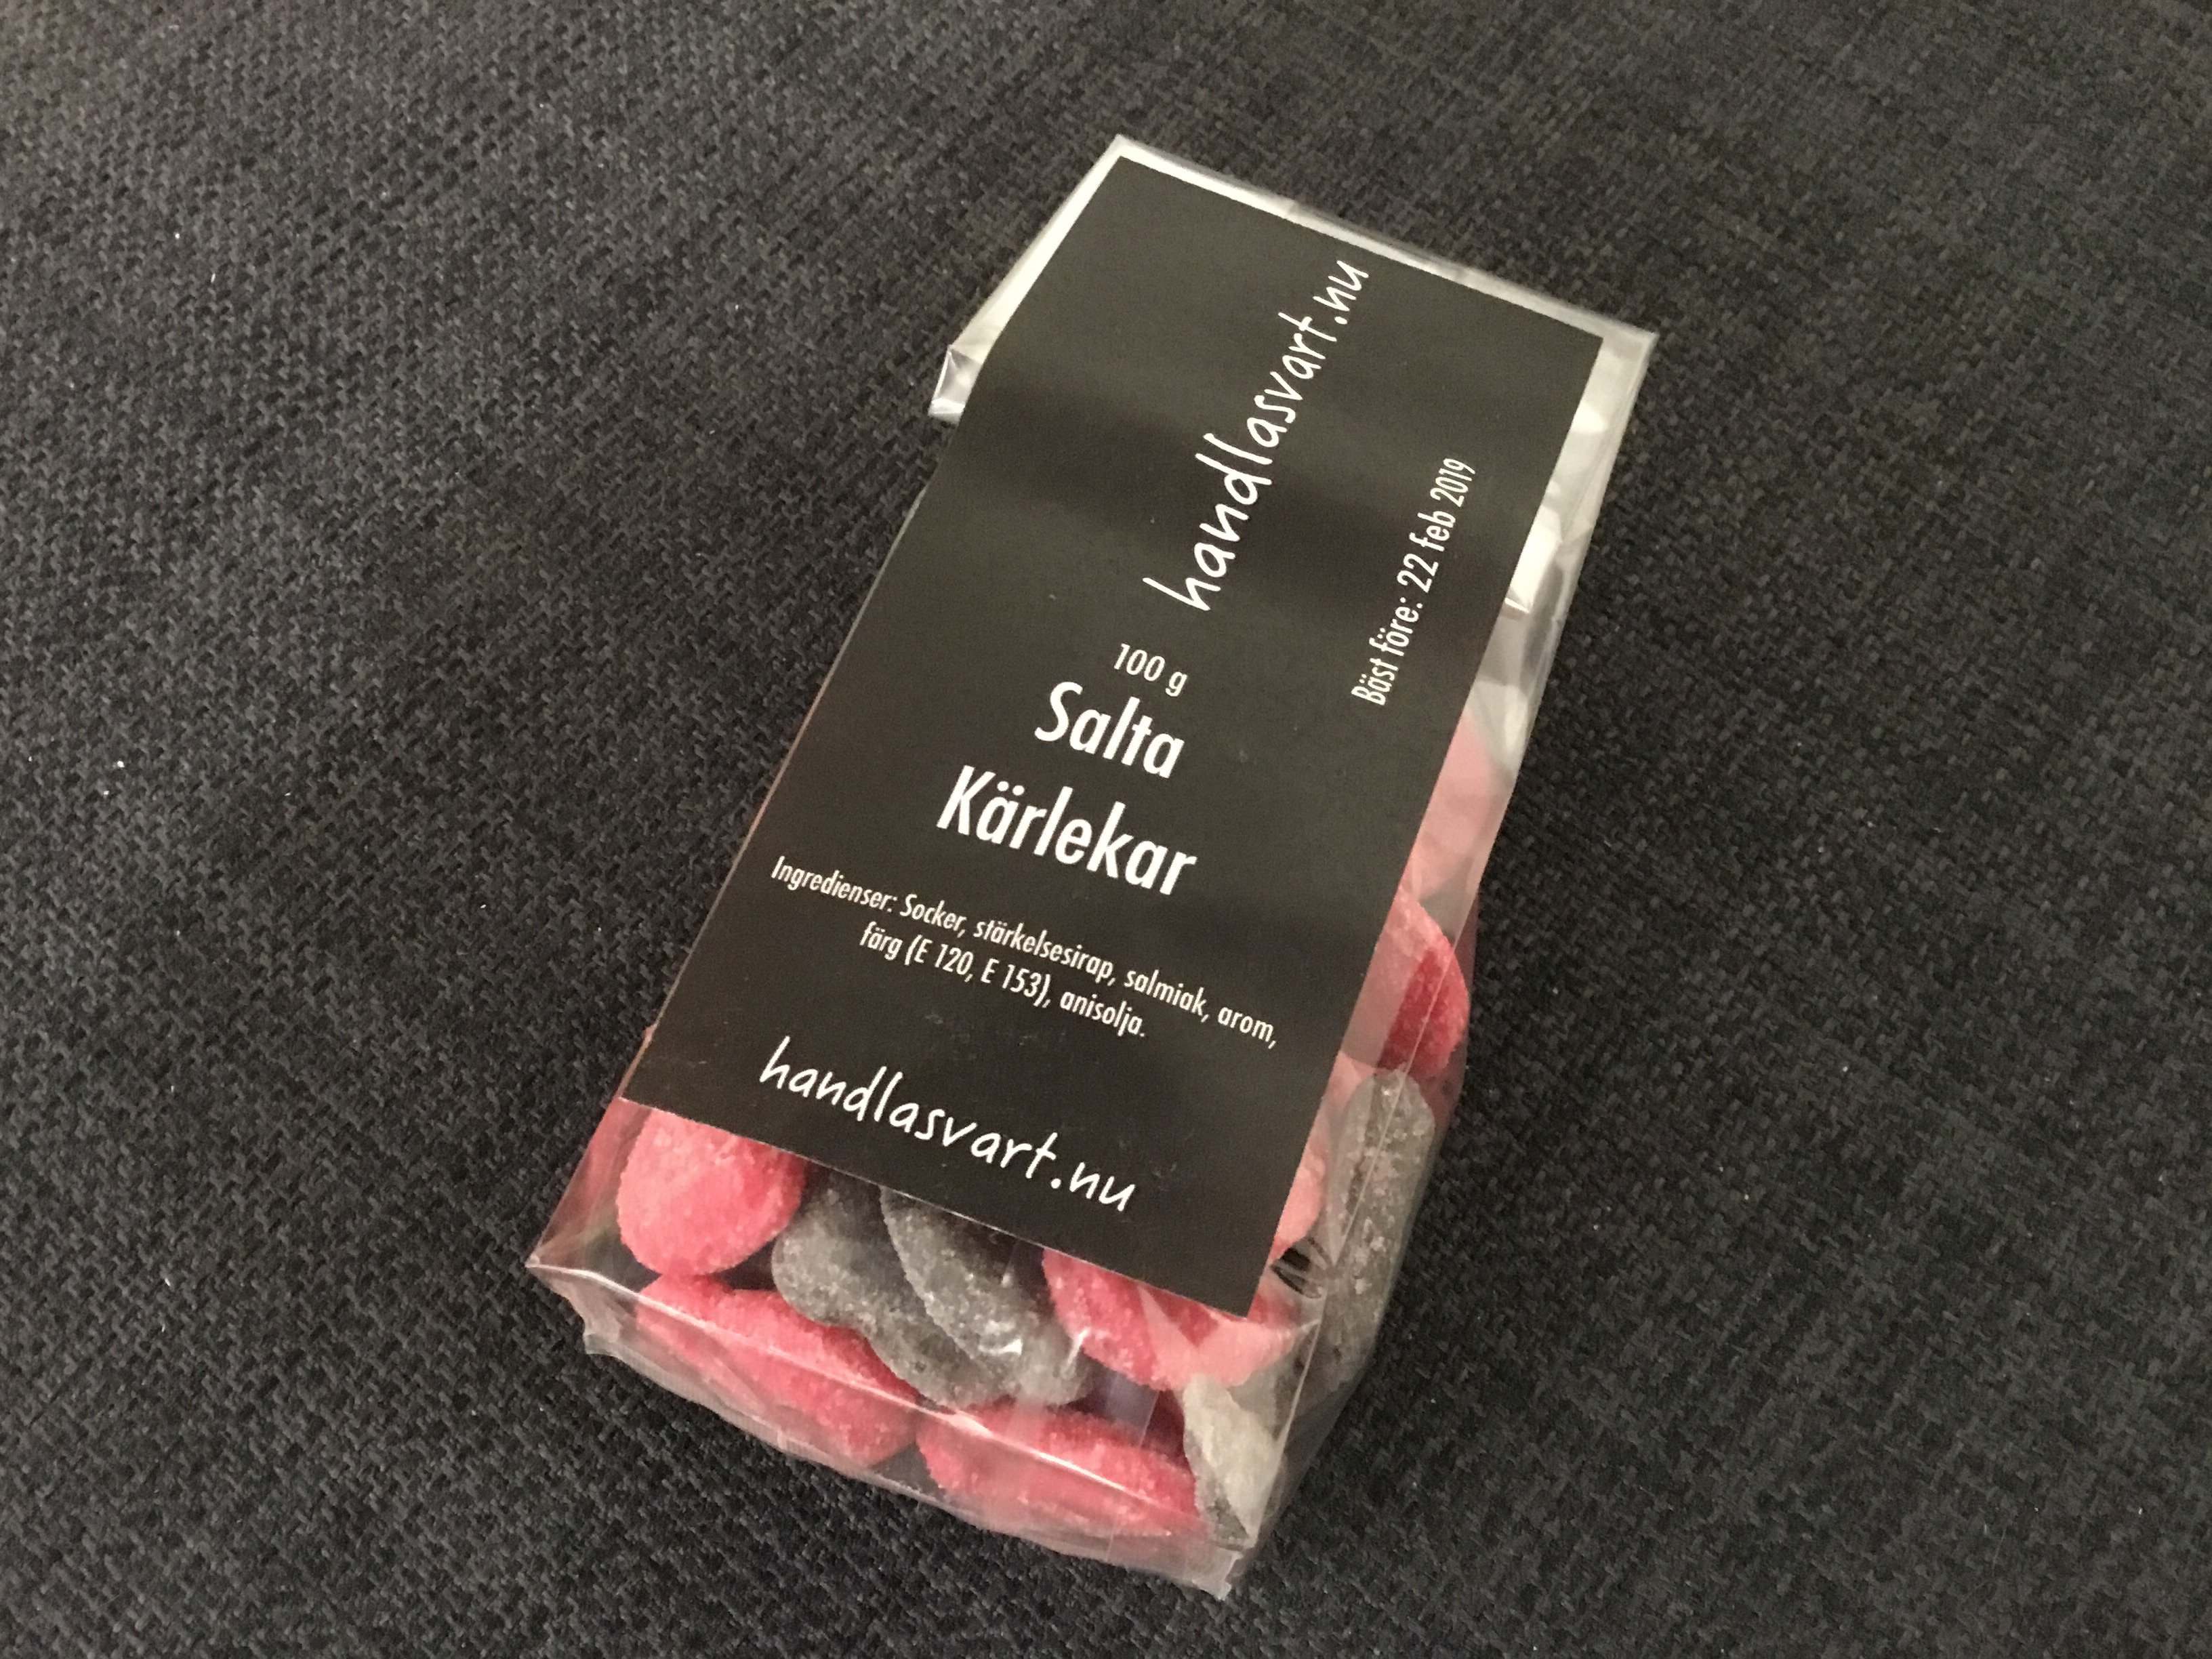 handlasvart.nu
Bäst före: 22 feb 2019
100 g
Salta
Kärlekar
Ingredienser: Socker, stärkelsesirap, salmiak, arom,
färg (E 120, E 153), anisolja.
handlasvart.nu